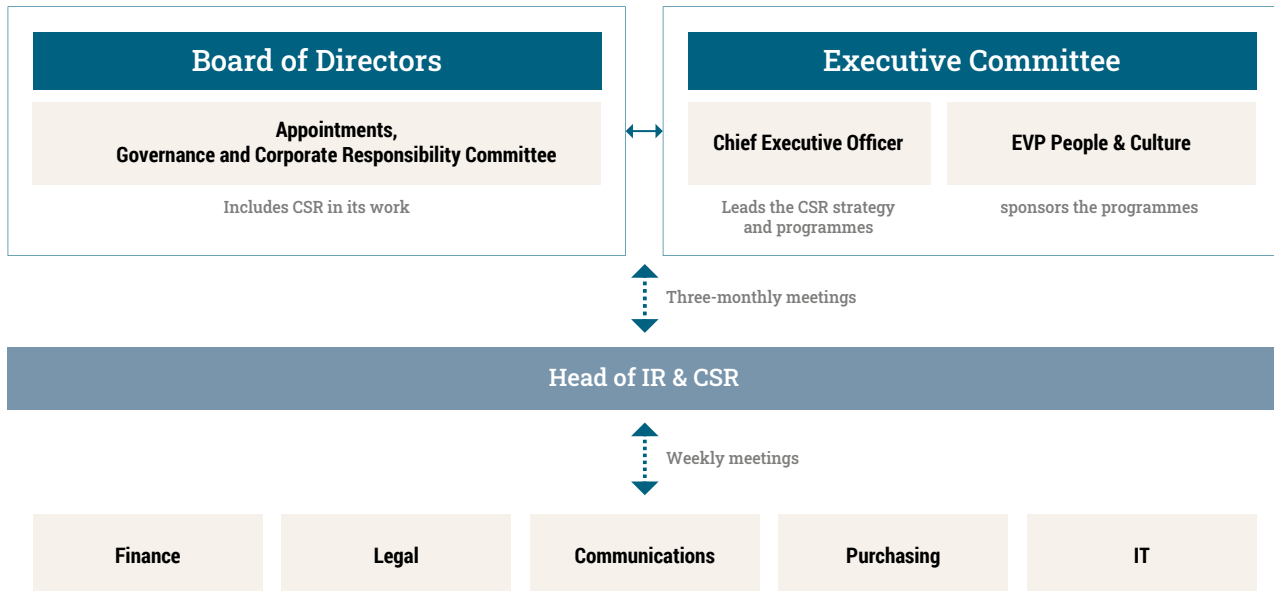 Board of Directors
Appointments,
Governance and Corporate Responsibility Committee
Includes CSR in its work
Executive Committee
Chief Executive Officer
Leads the CSR strategy
and programmes
EVP People & Culture
sponsors the programmes
Three-monthly meetings
Head of IR & CSR
Weekly meetings
Finance
Legal
Communications
Purchasing
IT